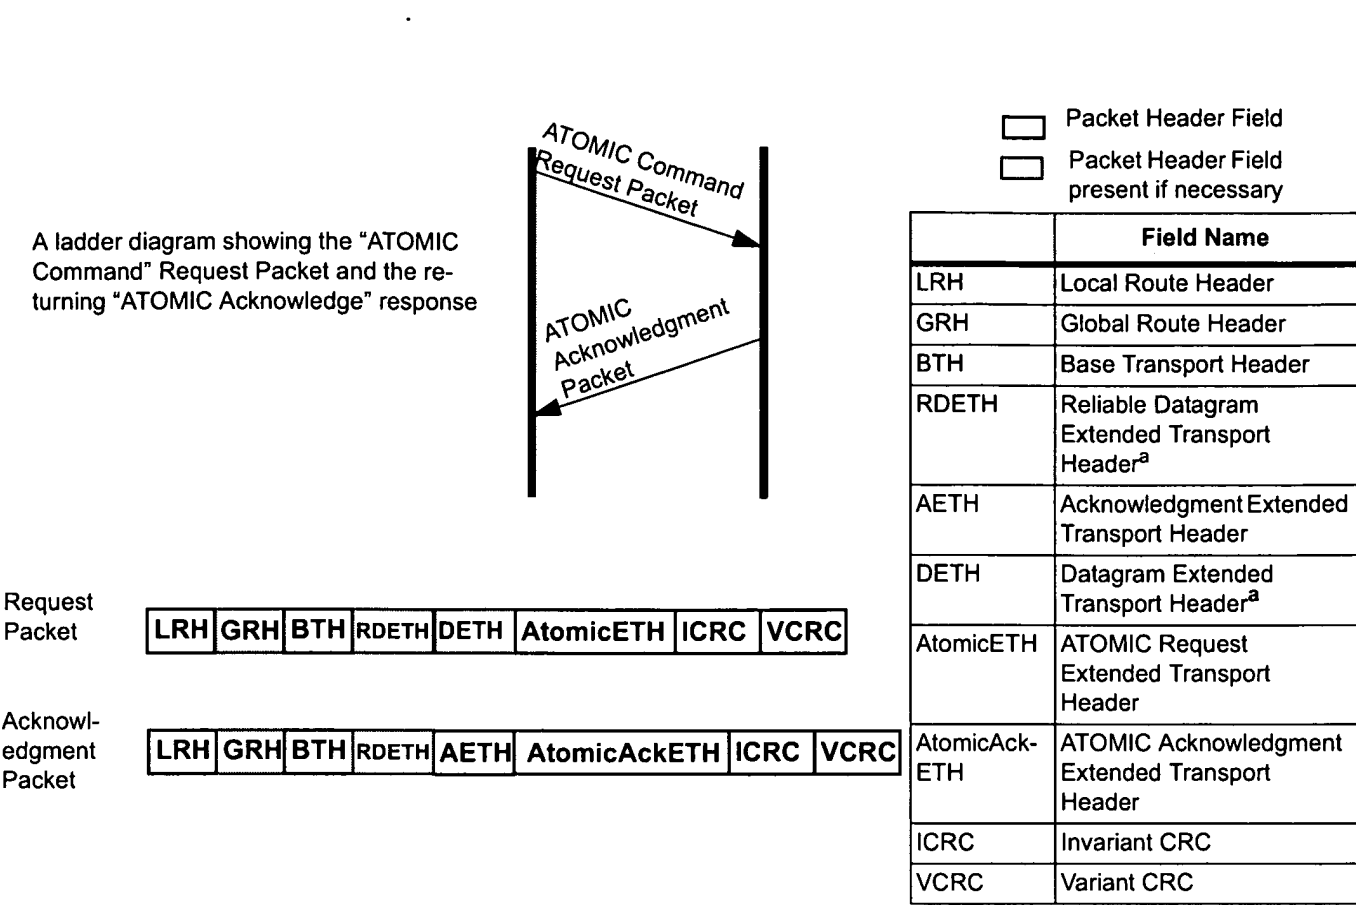 ATOMIC Command
Request Packet
A ladder diagram showing the “ATOMIC
Command” Request Packet and the re-
turning “ATOMIC Acknowledge” response
ATOMIC
Acknowledgment
Packet
Packet Header Field
Packet Header Field
present if necessary
Field Name
LRH Local Route Header
GRH Global Route Header
BTH Base Transport Header
RDETH Reliable Datagram
Extended Transport
Headera
AETH Acknowledgment Extended
Transport Header
DETH Datagram Extended
Transport Headera
AtomicETH ATOMIC Request
Extended Transport
Header
AtomicAck- ATOMIC Acknowledgment
ETH Extended Transport
Header
ICRC Invariant CRC
VCRC Variant CRC
Request
Packet
LRH GRH BTH RDETH DETH AtomicETH ICRC VCRC
Acknowl-
edgment
Packet
LRH GRH BTH RDETH AETH AtomicAckETH ICRC VCRC